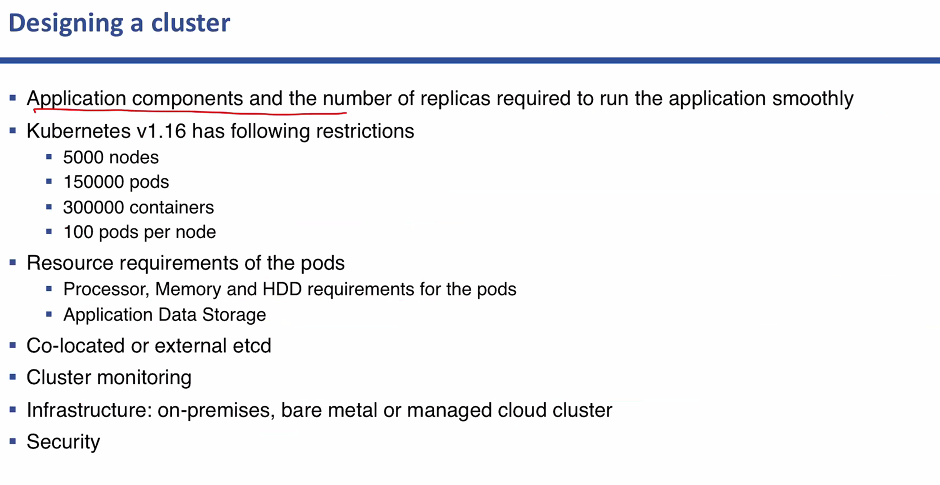 Designing a cluster
Application components and the number of replicas required to run the application smoothly
Kubernetes v1.16 has following restrictions
5000 nodes
150000 pods
300000 containers
100 pods per node
Resource requirements of the pods
Processor, Memory and HDD requirements for the pods
Application Data Storage
Co-located or external etcd
Cluster monitoring
Infrastructure: on-premises, bare metal or managed cloud cluster
Security